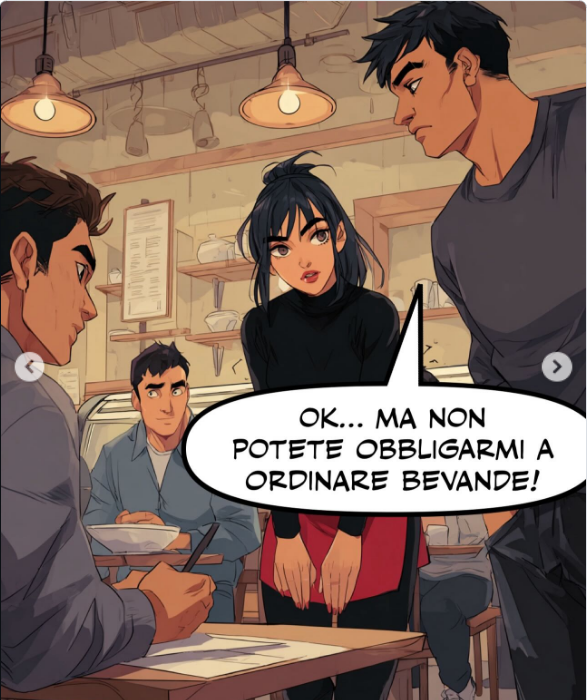 OK... MA NON
POTETE OBBLIGARMI A
ORDINARE BEVANDE!